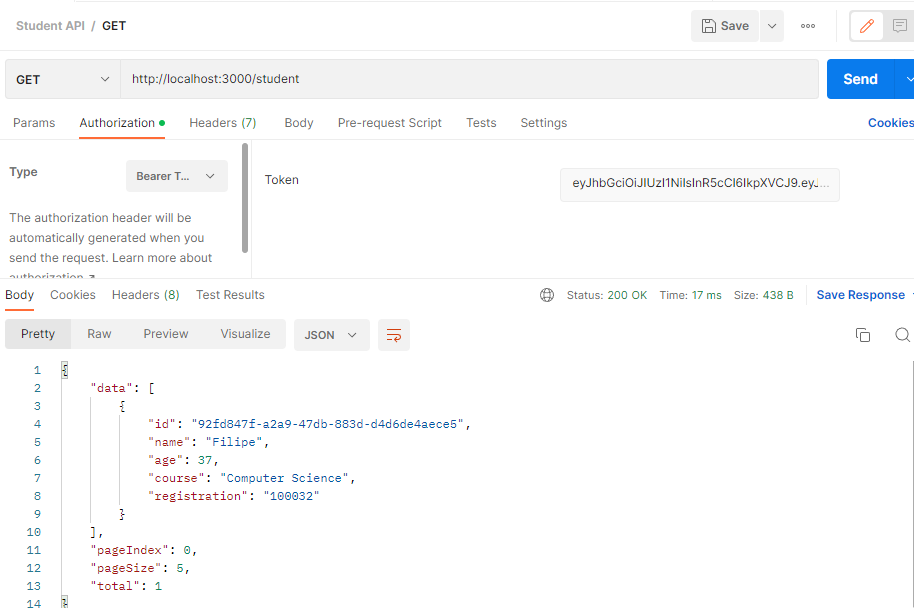 Student API / GET
Save
GET http://localhost:3000/student Send
Params Authorization Headers (7) Body Pre-request Script Tests Settings Cookies
Type Bearer T...
The authorization header will be
automatically generated when you
send the request. Learn more about
authorization ↗
Token eyJhbGciOiJIUzI1NiIsInR5cCI6IkpXVCJ9.eyJ...
Body Cookies Headers (8) Test Results Status: 200 OK Time: 17 ms Size: 438 B Save Response
Pretty Raw Preview Visualize JSON
1 {
2 "data": [
3 {
4 "id": "92fd847f-a2a9-47db-883d-d4d6de4aece5",
5 "name": "Filipe",
6 "age": 37,
7 "course": "Computer Science",
8 "registration": "100032"
9 }
10 ],
11 "pageIndex": 0,
12 "pageSize": 5,
13 "total": 1
14 }